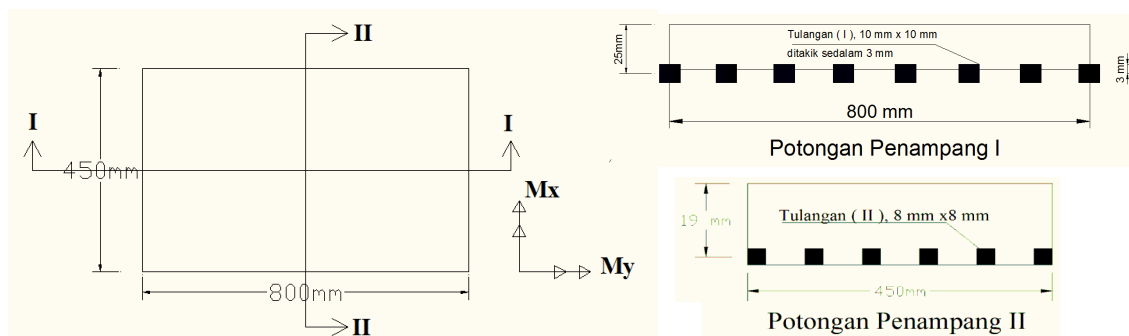 II
I
I
450mm
Mx
My
800mm
II
25mm
Tulangan ( I ), 10 mm x 10 mm
ditakik sedalam 3 mm
3 mm
800 mm
Potongan Penampang I
19 mm
Tulangan ( II ), 8 mm x8 mm
450mm
Potongan Penampang II